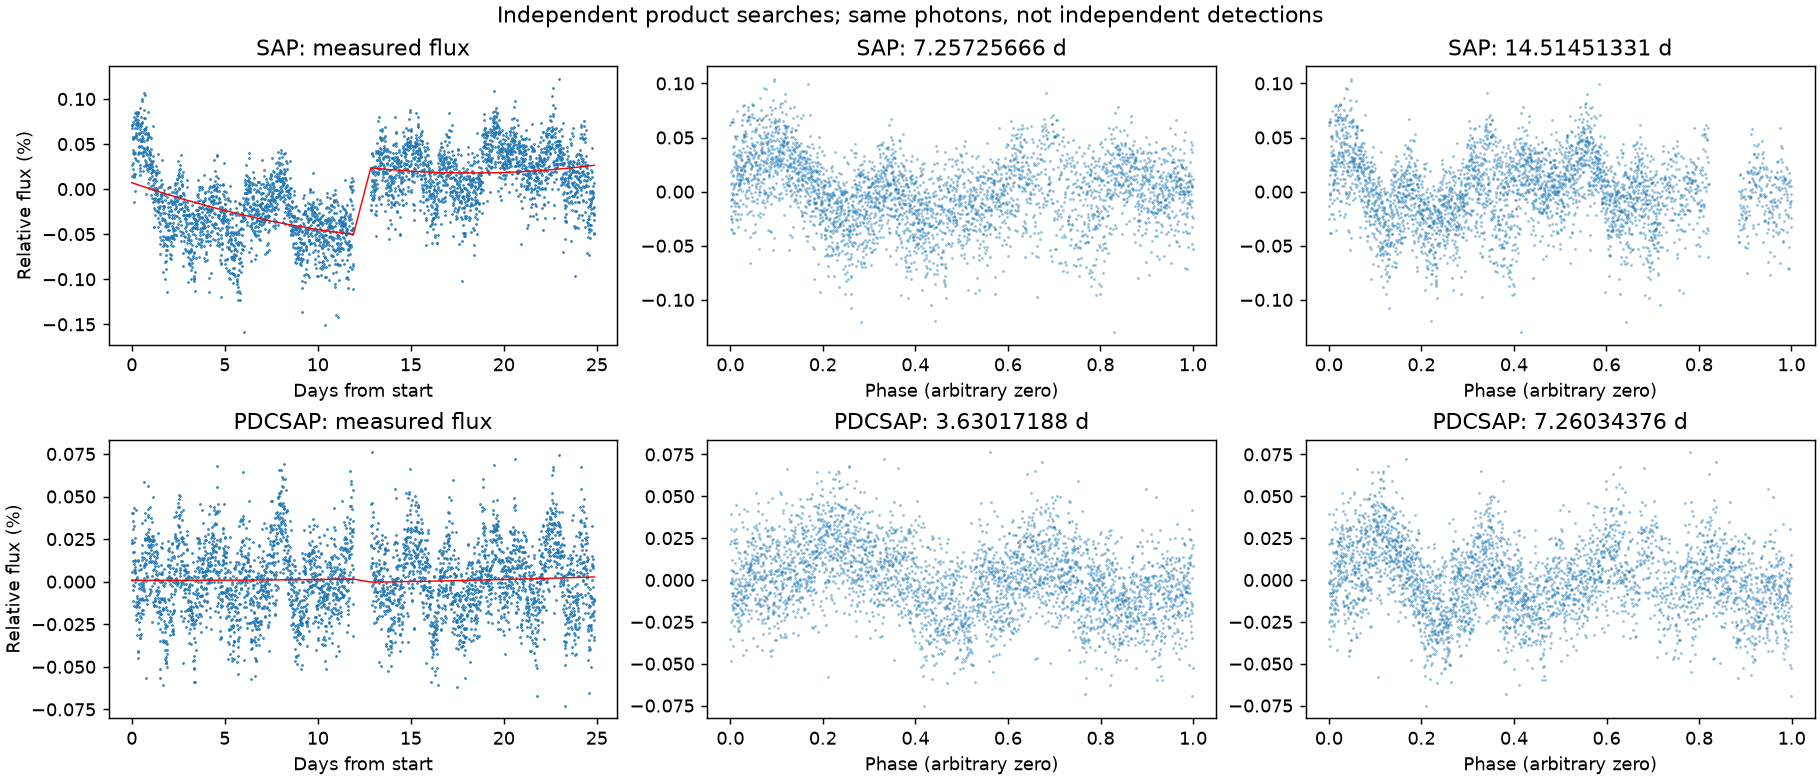 Independent product searches; same photons, not independent detections
SAP: measured flux
SAP: 7.25725666 d
SAP: 14.51451331 d
Relative flux (%)
0.10
0.05
0.00
−0.05
−0.10
−0.15
0 5 10 15 20 25
Days from start
0.10
0.05
0.00
−0.05
−0.10
0.0 0.2 0.4 0.6 0.8 1.0
Phase (arbitrary zero)
0.10
0.05
0.00
−0.05
−0.10
0.0 0.2 0.4 0.6 0.8 1.0
Phase (arbitrary zero)
PDCSAP: measured flux
PDCSAP: 3.63017188 d
PDCSAP: 7.26034376 d
Relative flux (%)
0.075
0.050
0.025
0.000
−0.025
−0.050
−0.075
0 5 10 15 20 25
Days from start
0.075
0.050
0.025
0.000
−0.025
−0.050
−0.075
0.0 0.2 0.4 0.6 0.8 1.0
Phase (arbitrary zero)
0.075
0.050
0.025
0.000
−0.025
−0.050
−0.075
0.0 0.2 0.4 0.6 0.8 1.0
Phase (arbitrary zero)